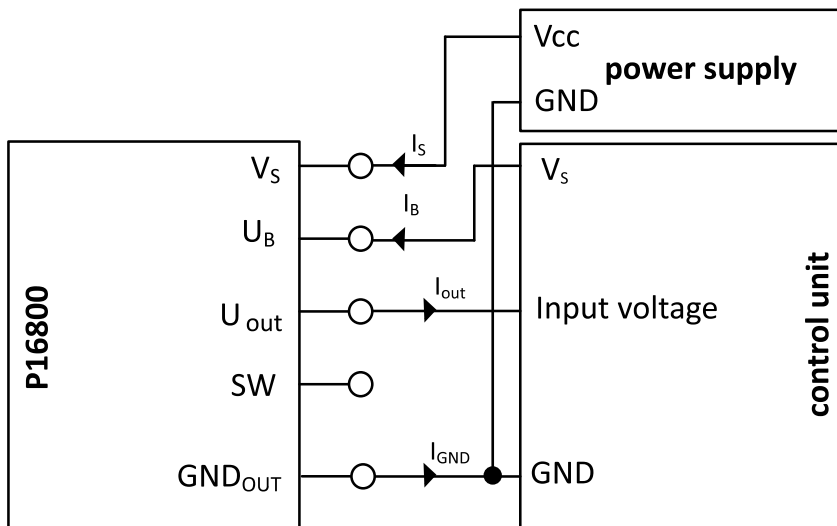 Vcc
power supply
GND
P16800
V_S
U_B
U_out
SW
GND_OUT
I_S
I_B
I_out
I_GND
V_S
Input voltage
GND
control unit